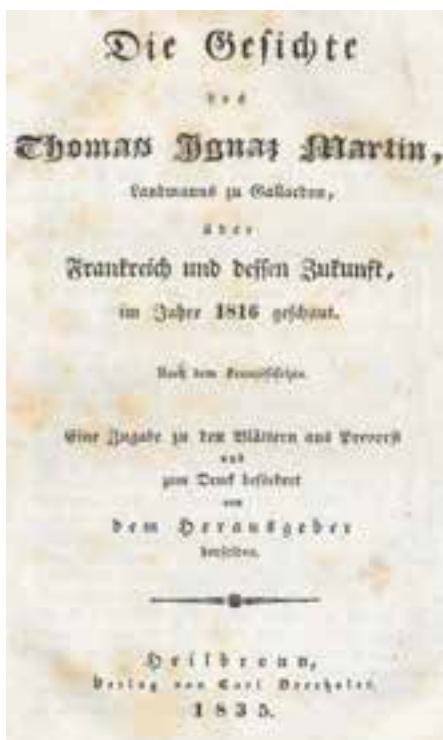 Die Gesichte
des
Thomas Ignaz Martin,
Landmanns zu Gallardon,
über
Frankreich und dessen Zukunft,
im Jahre 1816 geschaut.
Nach dem Französischen.
Eine Zugabe zu den Blättern aus Prevorst
und
zum Druck befördert
von
dem Herausgeber
derselben.
Heilbronn,
Verlag von Carl Drechsler.
1835.